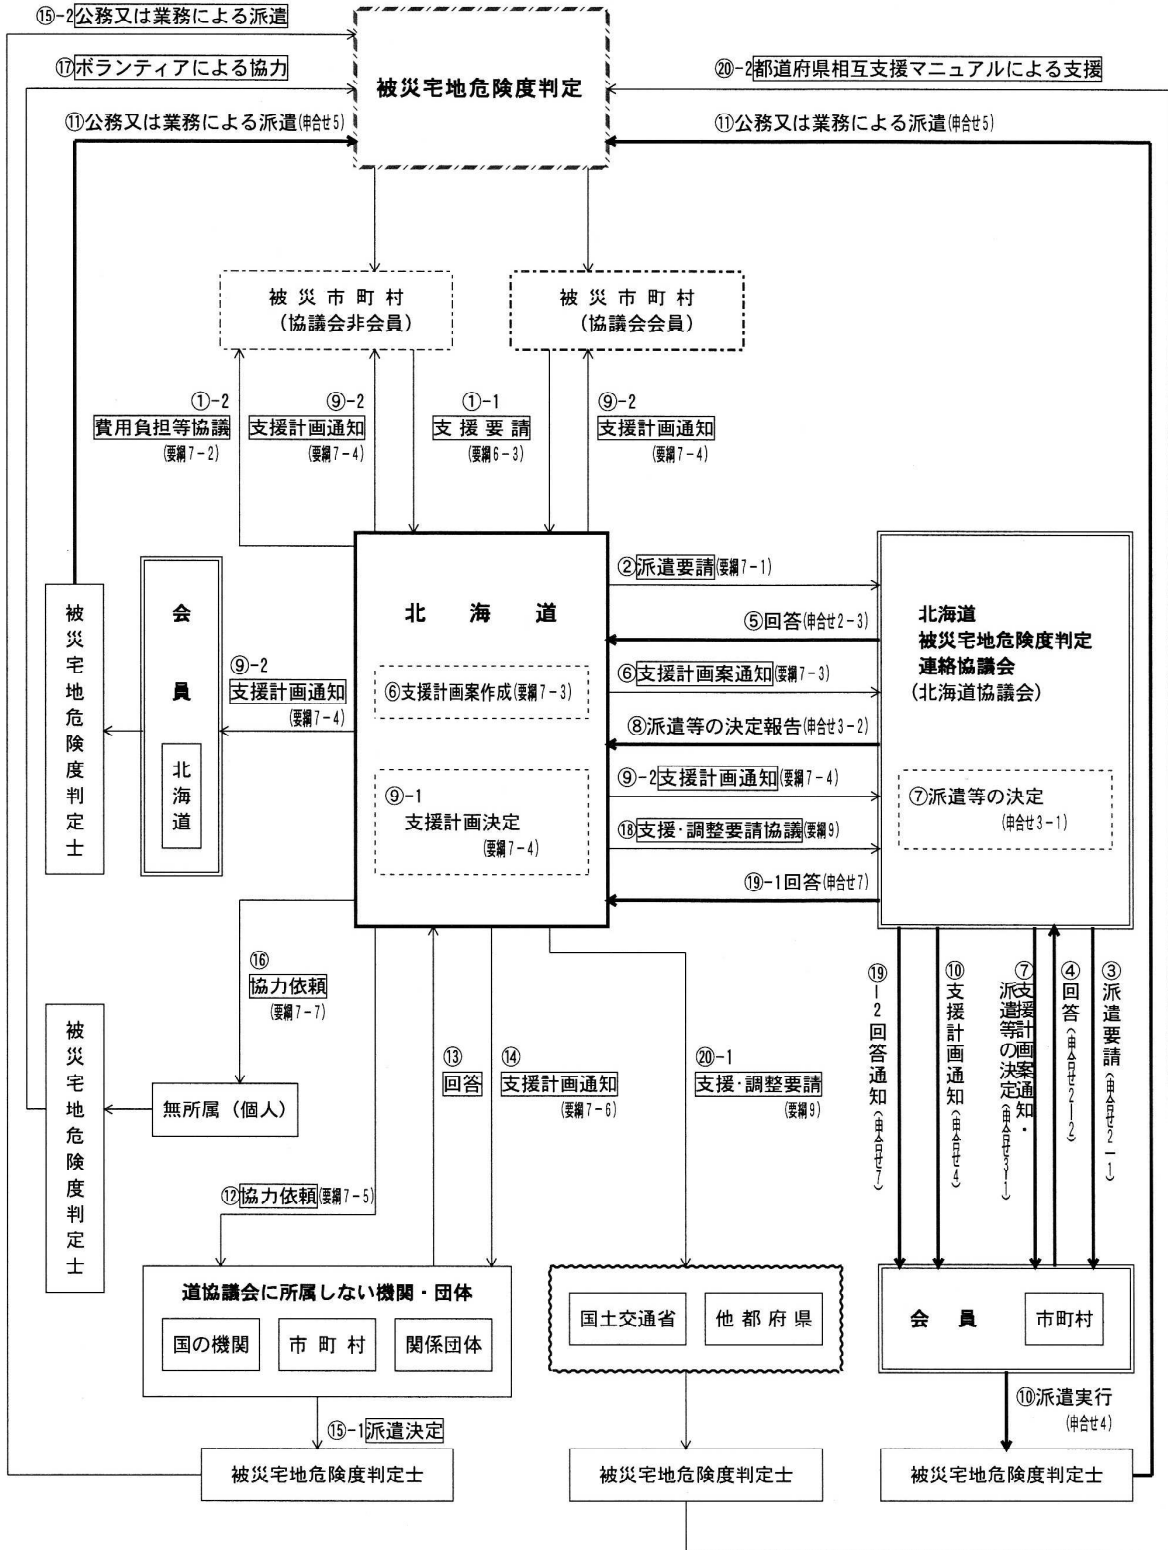 ⑮-2公務又は業務による派遣
⑰ボランティアによる協力
⑳-2都道府県相互支援マニュアルによる支援
被災宅地危険度判定
⑪公務又は業務による派遣(申合せ5)
⑪公務又は業務による派遣(申合せ5)
被災市町村
(協議会非会員)
被災市町村
(協議会会員)
①-2
費用負担等協議
(要綱7-2)
⑨-2
支援計画通知
(要綱7-4)
①-1
支援要請
(要綱6-3)
⑨-2
支援計画通知
(要綱7-4)
被災宅地危険度判定士
会員
北海道
⑨-2
支援計画通知
(要綱7-4)
北海道
⑥支援計画案作成(要綱7-3)
⑨-1
支援計画決定
(要綱7-4)
②派遣要請(要綱7-1)
⑤回答(申合せ2-3)
⑥支援計画案通知(要綱7-3)
⑧派遣等の決定報告(申合せ3-2)
⑨-2支援計画通知(要綱7-4)
⑱支援・調整要請協議(要綱9)
⑲-1回答(申合せ7)
北海道
被災宅地危険度判定
連絡協議会
(北海道協議会)
⑦派遣等の決定
(申合せ3-1)
⑯
協力依頼
(要綱7-7)
被災宅地危険度判定士
無所属(個人)
⑫協力依頼(要綱7-5)
⑬
回答
⑭
支援計画通知
(要綱7-6)
⑳-1
支援・調整要請
(要綱9)
⑲-2回答通知(申合せ7)
⑩支援計画通知(申合せ4)
⑦支援計画案通知・
派遣等の決定(申合せ3-1)
④回答(申合せ2-2)
③派遣要請(申合せ2-1)
道協議会に所属しない機関・団体
国の機関
市町村
関係団体
国土交通省
他都府県
会員
市町村
⑮-1派遣決定
⑩派遣実行
(申合せ4)
被災宅地危険度判定士
被災宅地危険度判定士
被災宅地危険度判定士